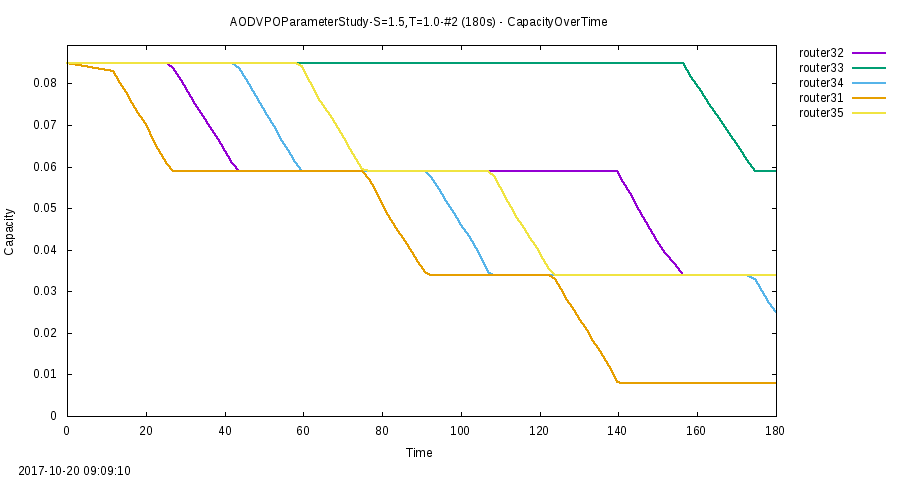 AODVPOParameterStudy-S=1.5,T=1.0-#2 (180s) - CapacityOverTime
router32
router33
router34
router31
router35
0.08
0.07
0.06
0.05
0.04
0.03
0.02
0.01
0
Capacity
0 20 40 60 80 100 120 140 160 180
Time
2017-10-20 09:09:10